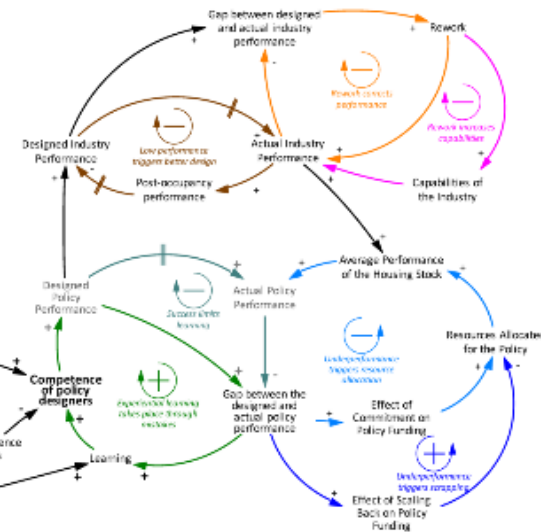 Gap between designed
and actual industry
performance
Rework
Rework corrects
performance
Rework increases
capabilities
Designed Industry
Performance
Low performance
triggers better design
Actual Industry
Performance
Post-occupancy
performance
Capabilities of
the Industry
Average Performance
of the Housing Stock
Designed
Policy
Performance
Actual Policy
Performance
Success limits
learning
Underperformance
triggers resource
allocation
Resources Allocate
for the Policy
Competence
of policy
designers
Experiential learning
takes place through
mistakes
Gap between the
designed and
actual policy
performance
Effect of
Commitment on
Policy Funding
ence
Learning
Underperformance
triggers scrapping
Effect of Scaling
Back on Policy
Funding